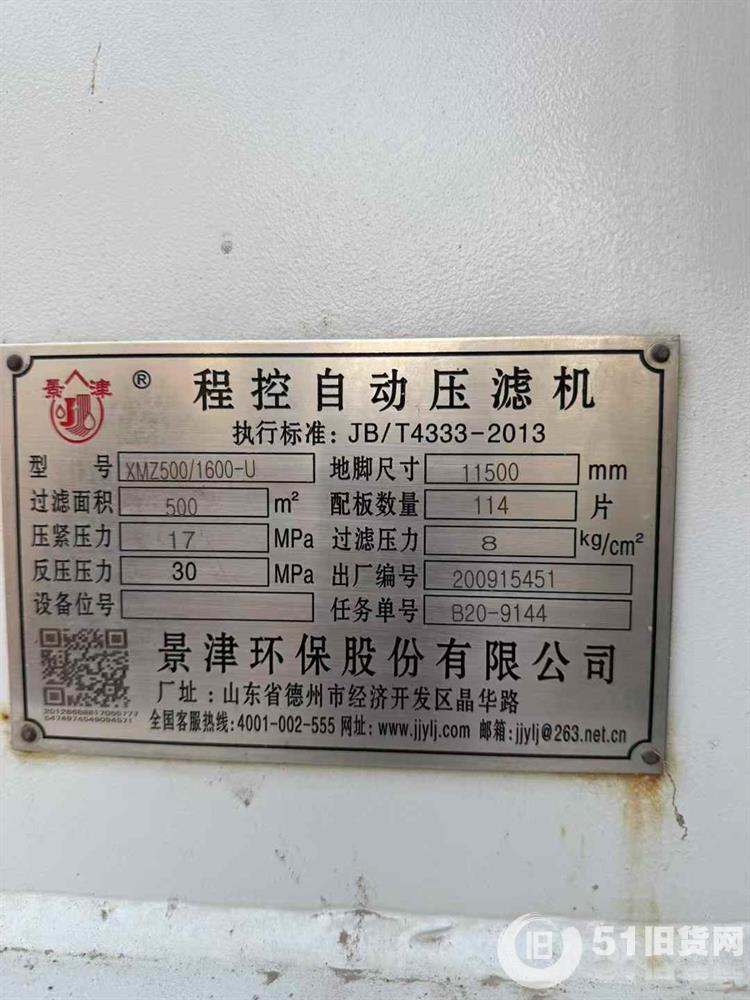 景津 ® 程控自动压滤机
执行标准: JB/T4333-2013
型号 XMZ500/1600-U 地脚尺寸 11500 mm
过滤面积 500 m² 配板数量 114 片
压紧压力 17 MPa 过滤压力 8 kg/cm²
反压压力 30 MPa 出厂编号 200915451
设备位号 任务单号 B20-9144
景津环保股份有限公司
厂址：山东省德州市经济开发区晶华路
全国客服热线:4001-002-555 网址: www.jjylj.com 邮箱:jjylj@263.net.cn
旧 51旧货网